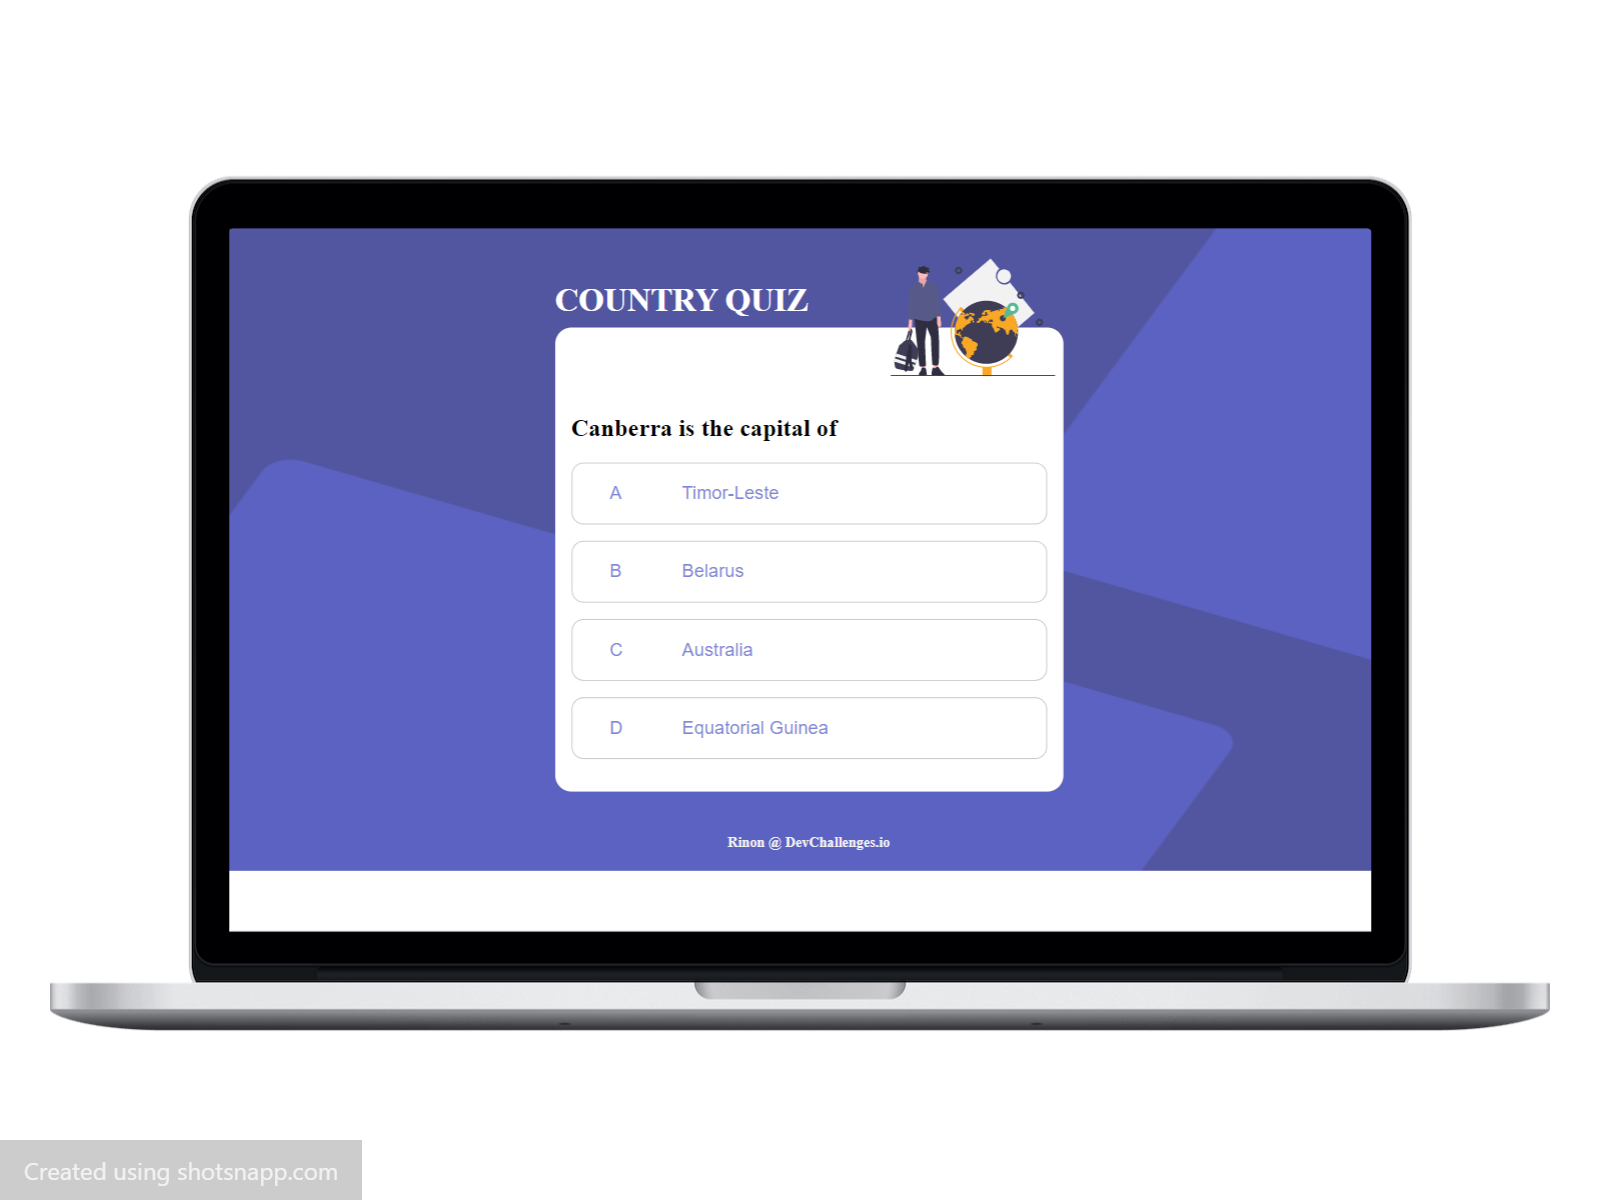 COUNTRY QUIZ
Canberra is the capital of
A Timor-Leste
B Belarus
C Australia
D Equatorial Guinea
Rinon @ DevChallenges.io
Created using shotsnapp.com